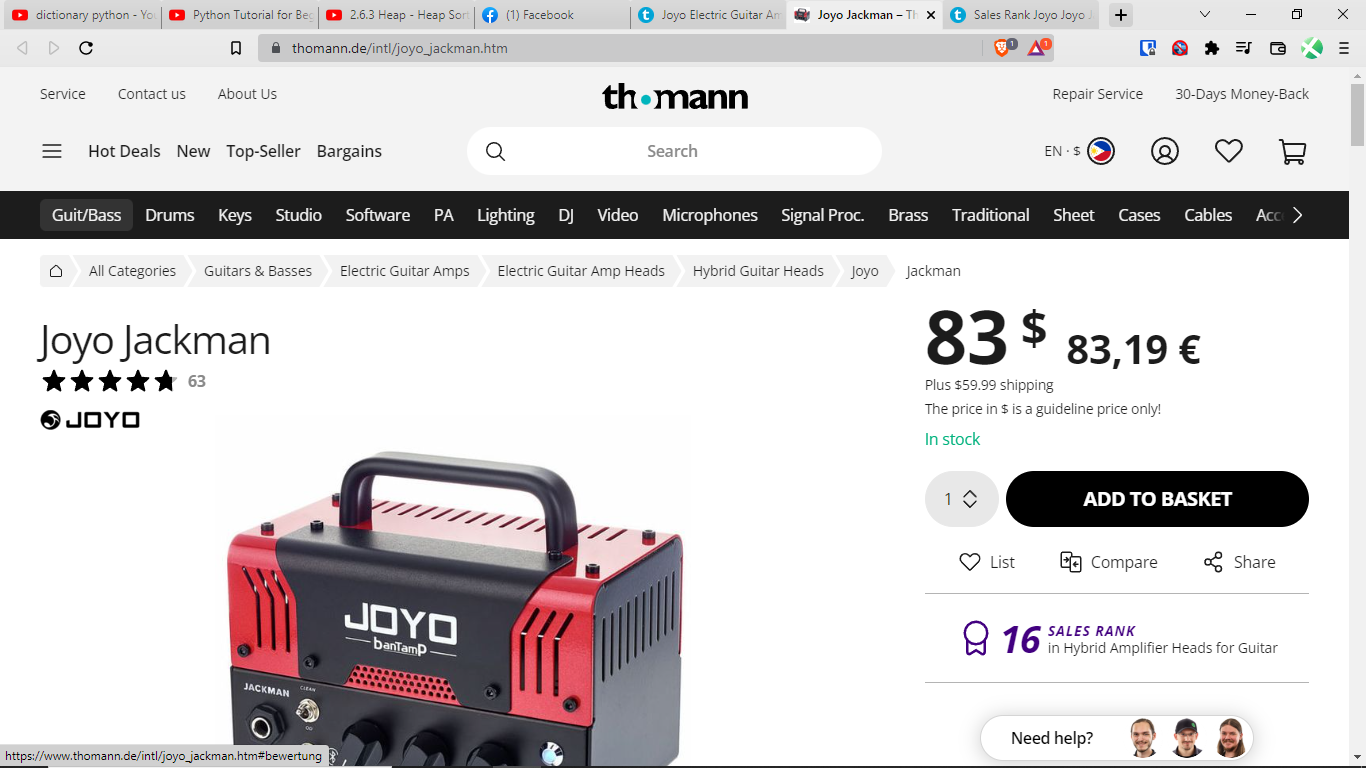 dictionary python - Yo
Python Tutorial for Beg
2.6.3 Heap - Heap Sort
(1) Facebook
Joyo Electric Guitar Am
Joyo Jackman – Th
Sales Rank Joyo Joyo J
thomann.de/intl/joyo_jackman.htm
1
1
Service
Contact us
About Us
th•mann
Repair Service
30-Days Money-Back
Hot Deals
New
Top-Seller
Bargains
Search
EN · $
Guit/Bass
Drums
Keys
Studio
Software
PA
Lighting
DJ
Video
Microphones
Signal Proc.
Brass
Traditional
Sheet
Cases
Cables
Acc
All Categories
Guitars & Basses
Electric Guitar Amps
Electric Guitar Amp Heads
Hybrid Guitar Heads
Joyo
Jackman
Joyo Jackman
63
JOYO
83 $ 83,19 €
Plus $59.99 shipping
The price in $ is a guideline price only!
In stock
1
ADD TO BASKET
List
Compare
Share
16 SALES RANK
in Hybrid Amplifier Heads for Guitar
JOYO
banTamP
JACKMAN
CLEAN
Need help?
https://www.thomann.de/intl/joyo_jackman.htm#bewertung